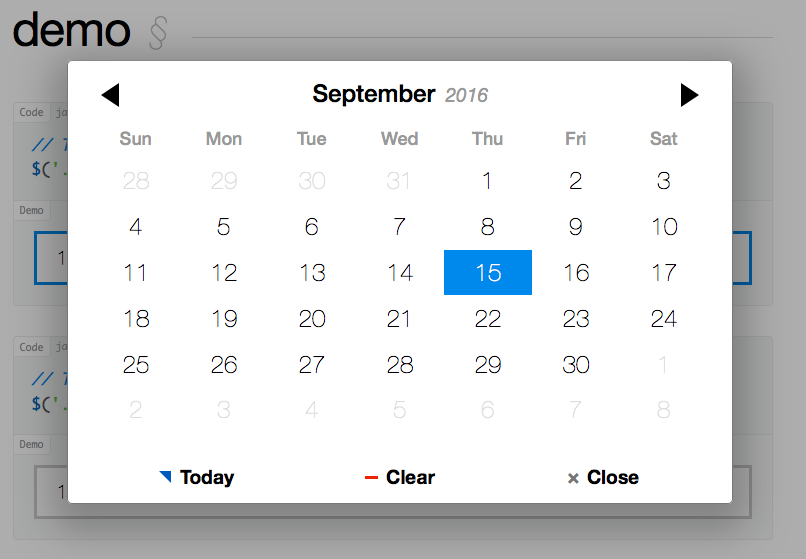 demo §
September 2016
Sun Mon Tue Wed Thu Fri Sat
28 29 30 31 1 2 3
4 5 6 7 8 9 10
11 12 13 14 15 16 17
18 19 20 21 22 23 24
25 26 27 28 29 30 1
2 3 4 5 6 7 8
Today Clear Close
Code
//
$('.
Demo
1
Code
//
$('.
Demo
1